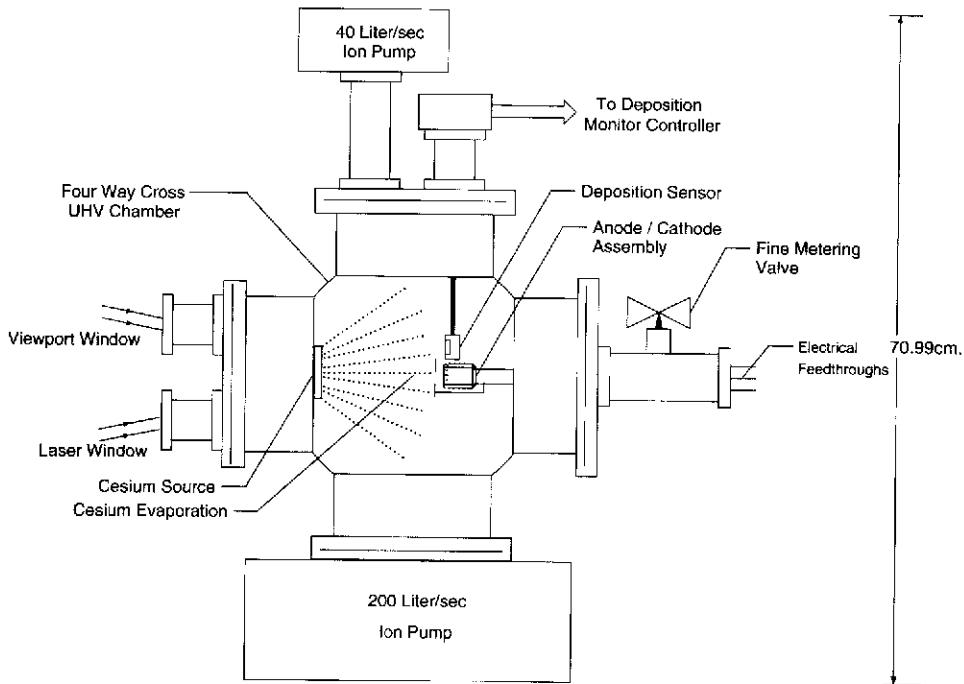 40 Liter/sec
Ion Pump
To Deposition
Monitor Controller
Four Way Cross
UHV Chamber
Deposition Sensor
Anode / Cathode
Assembly
Fine Metering
Valve
Viewport Window
Electrical
Feedthroughs
70.99cm.
Laser Window
Cesium Source
Cesium Evaporation
200 Liter/sec
Ion Pump